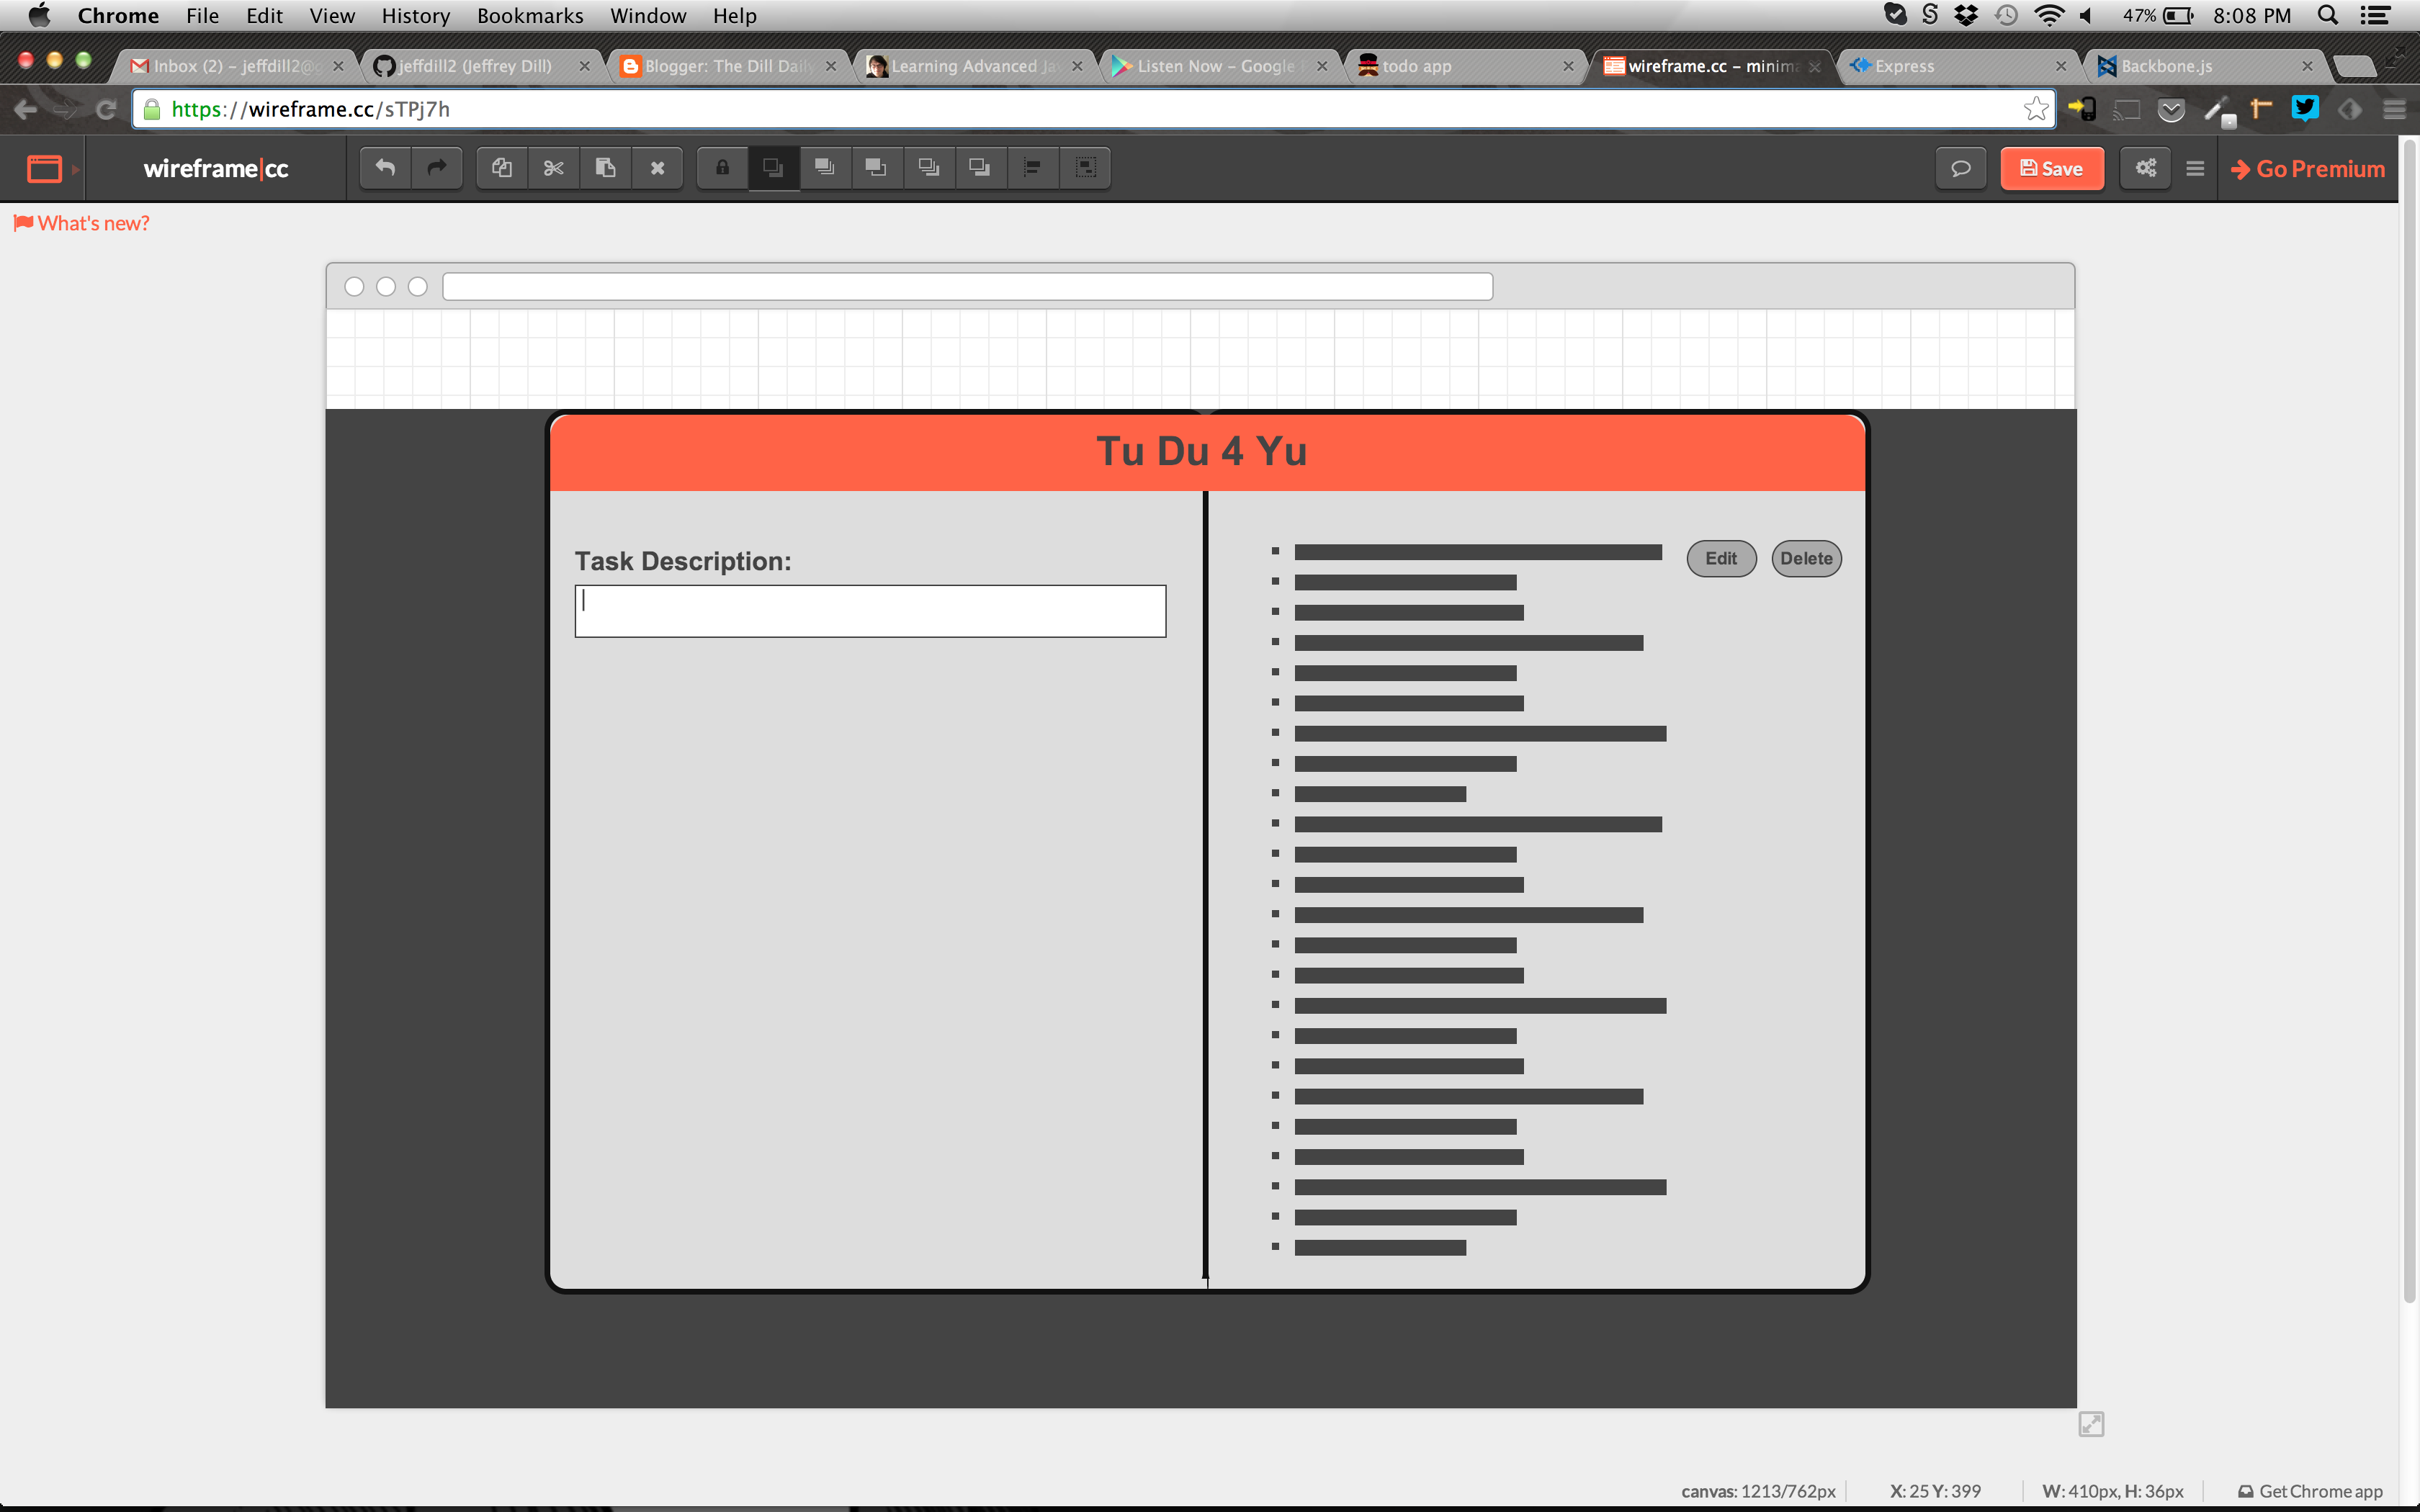 Chrome File Edit View History Bookmarks Window Help 47% 8:08 PM
Inbox (2) – jeffdill2@ jeffdill2 (Jeffrey Dill) Blogger: The Dill Dail Learning Advanced Ja Listen Now – Google todo app wireframe.cc – minima Express Backbone.js
https://wireframe.cc/sTPj7h
wireframe|cc Save Go Premium
What's new?
Tu Du 4 Yu
Task Description:
Edit Delete
canvas: 1213/762px X: 25 Y: 399 W: 410px, H: 36px Get Chrome app